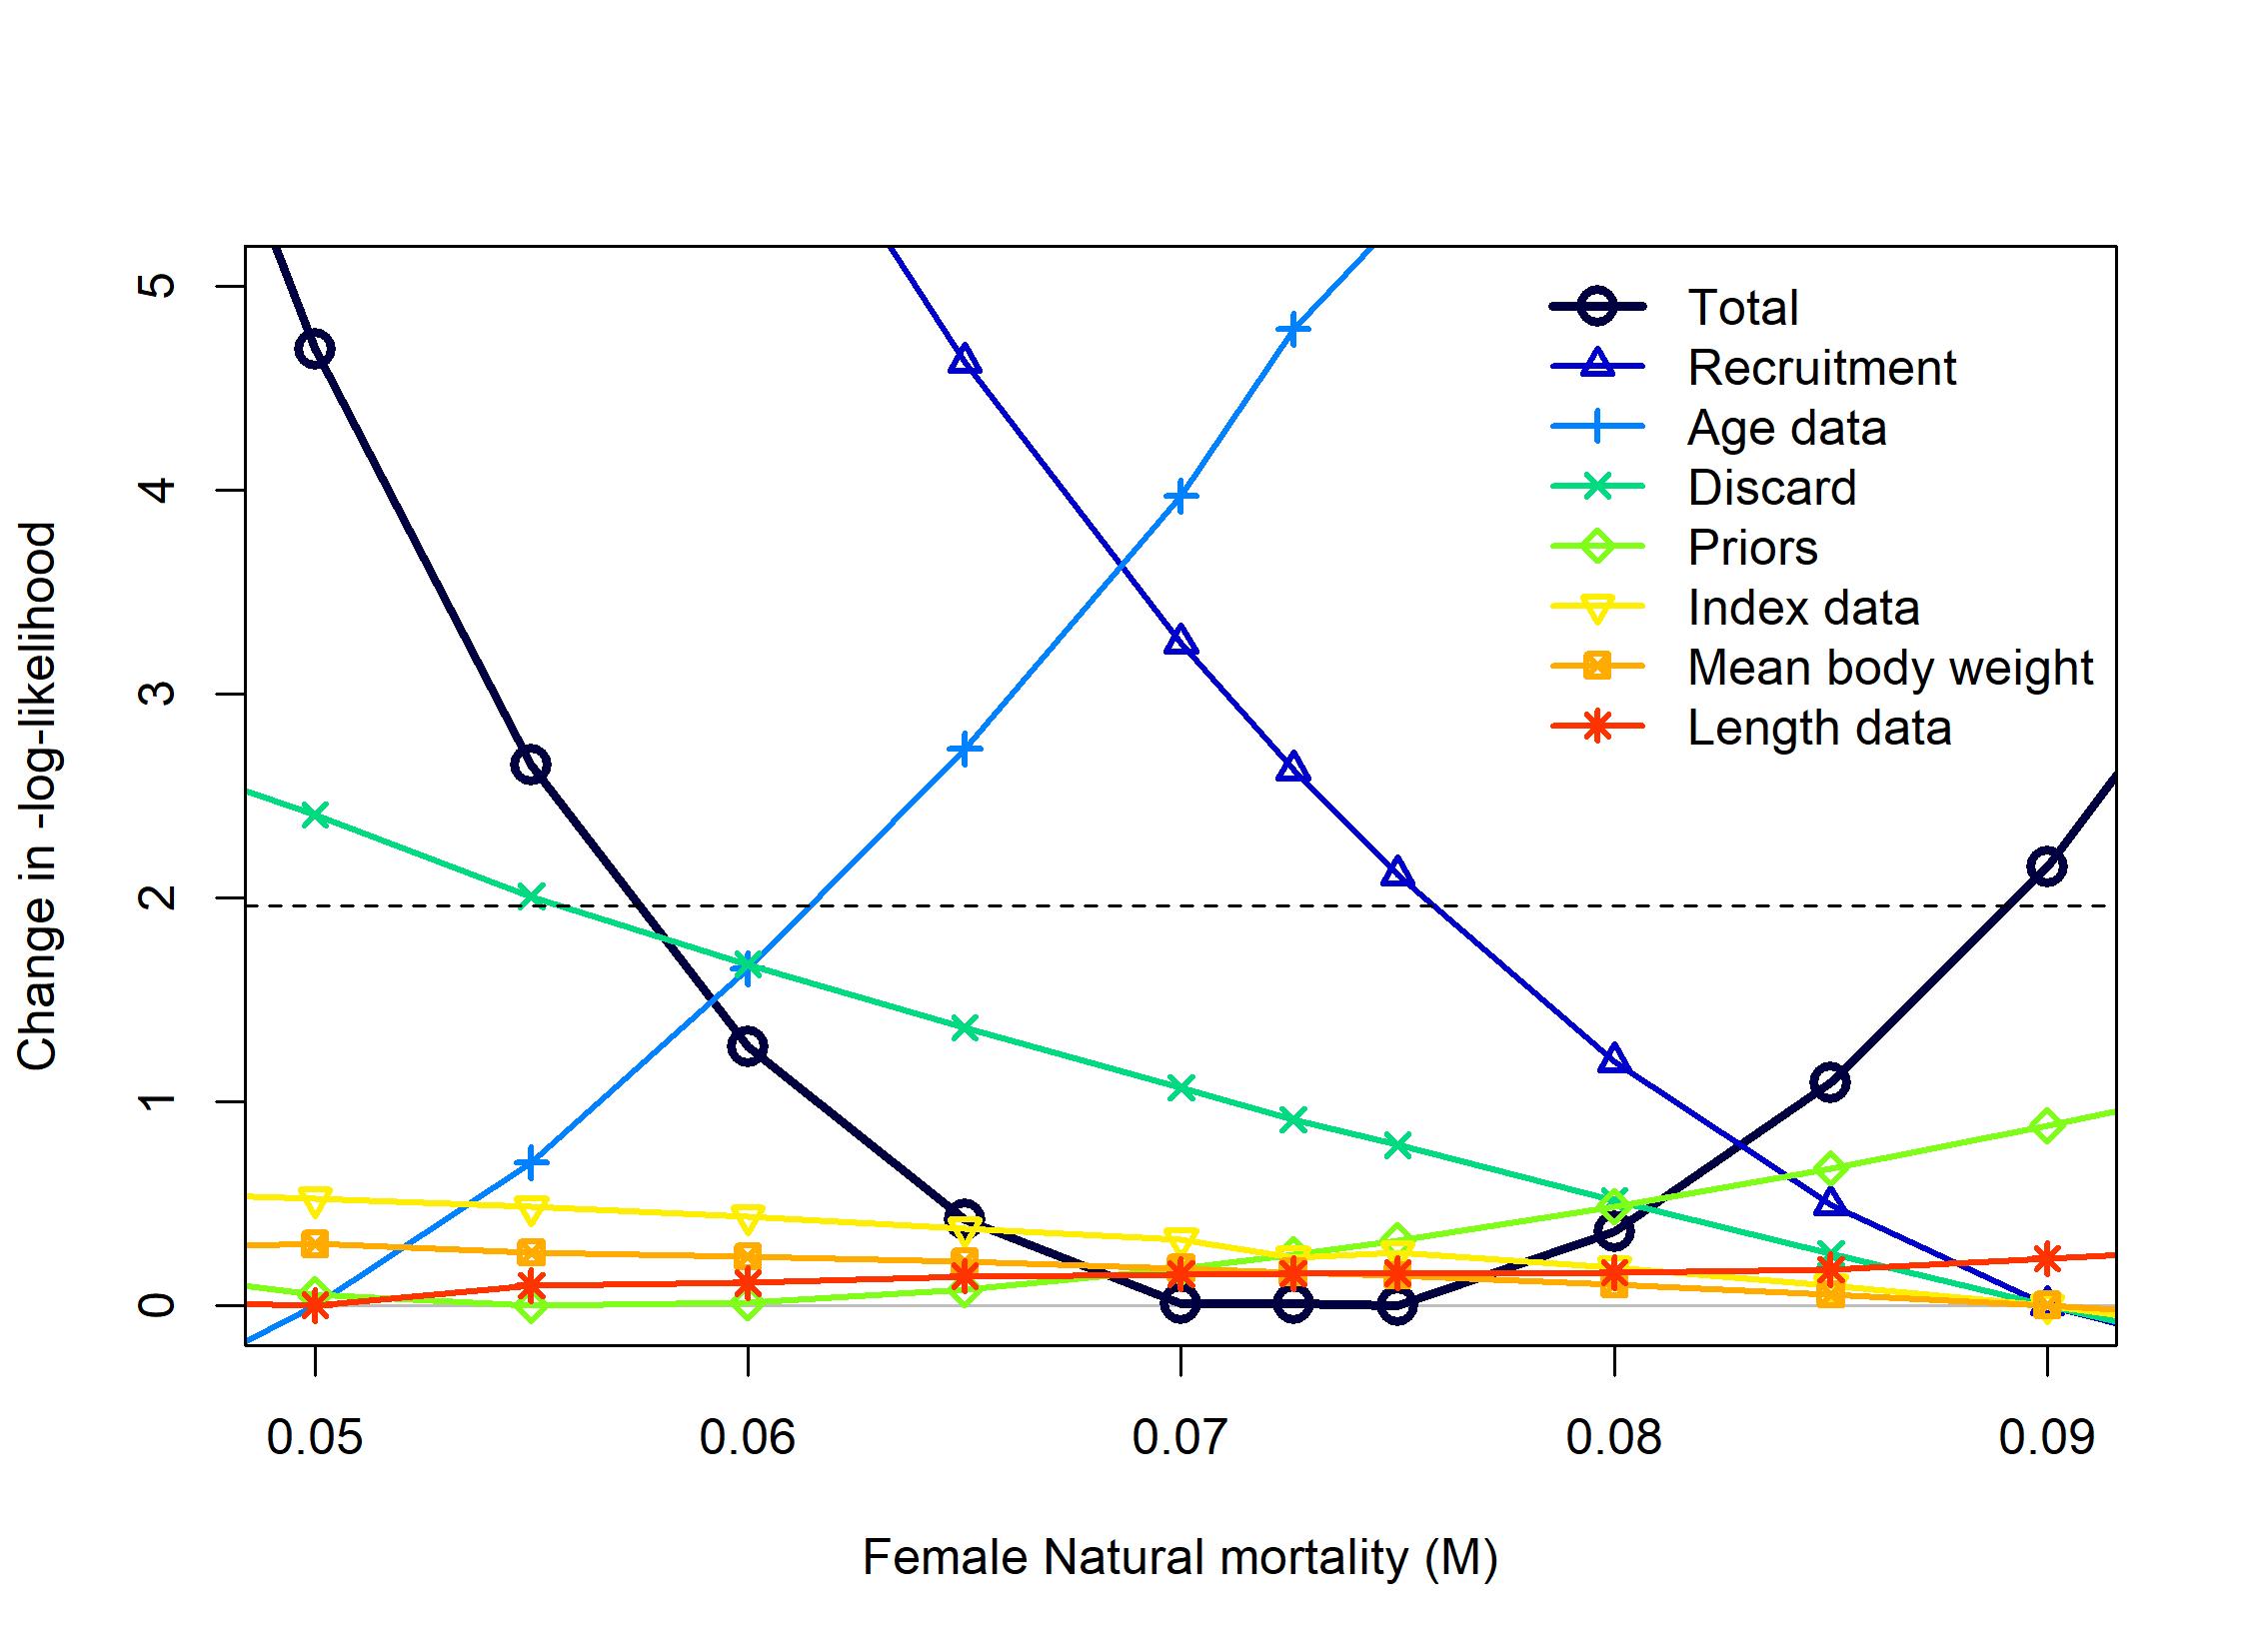 Change in -log-likelihood
5
4
3
2
1
0
Total
Recruitment
Age data
Discard
Priors
Index data
Mean body weight
Length data
0.05 0.06 0.07 0.08 0.09
Female Natural mortality (M)